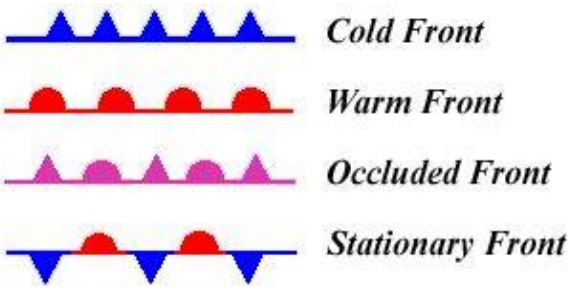 Cold Front
Warm Front
Occluded Front
Stationary Front